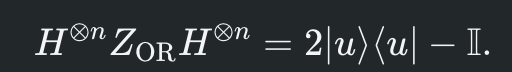 H^{⊗n} Z_{OR} H^{⊗n} = 2|u⟩⟨u| − 𝕀.